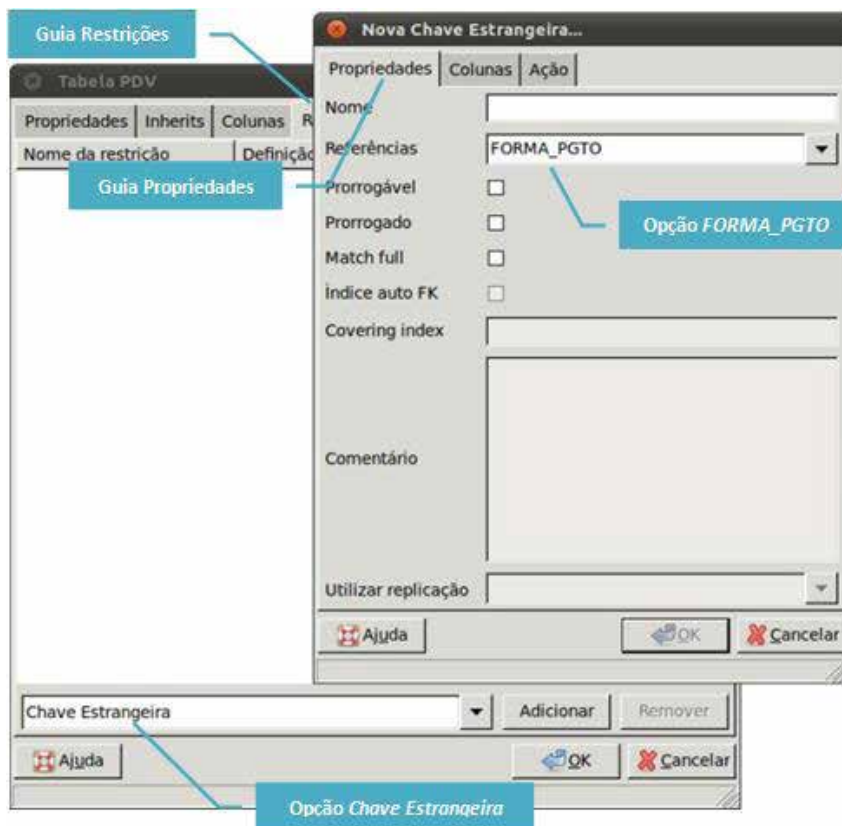 Guia Restrições
Nova Chave Estrangeira...
Tabela PDV
Propriedades Colunas Ação
Propriedades Inherits Colunas R
Nome
Nome da restrição Definição
Referências FORMA_PGTO
Guia Propriedades
Prorrogável
Opção FORMA_PGTO
Prorrogado
Match full
Índice auto FK
Covering index
Comentário
Utilizar replicação
Ajuda OK Cancelar
Chave Estrangeira Adicionar Remover
Ajuda OK Cancelar
Opção Chave Estrangeira